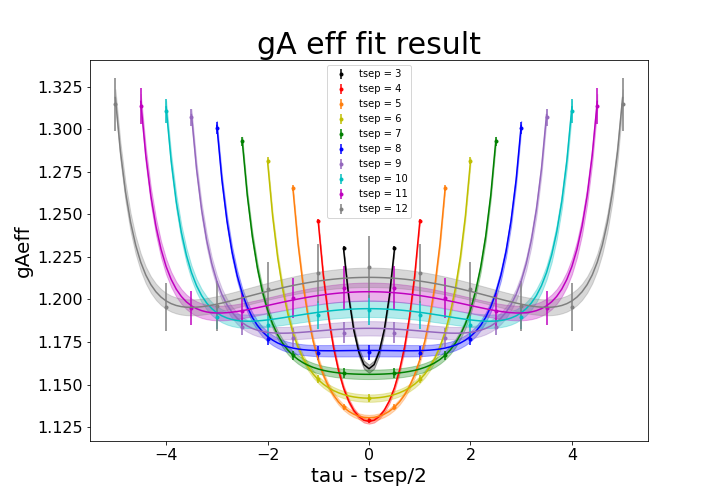 gA eff fit result
tsep = 3
tsep = 4
tsep = 5
tsep = 6
tsep = 7
tsep = 8
tsep = 9
tsep = 10
tsep = 11
tsep = 12
gAeff
1.325
1.300
1.275
1.250
1.225
1.200
1.175
1.150
1.125
−4 −2 0 2 4
tau - tsep/2